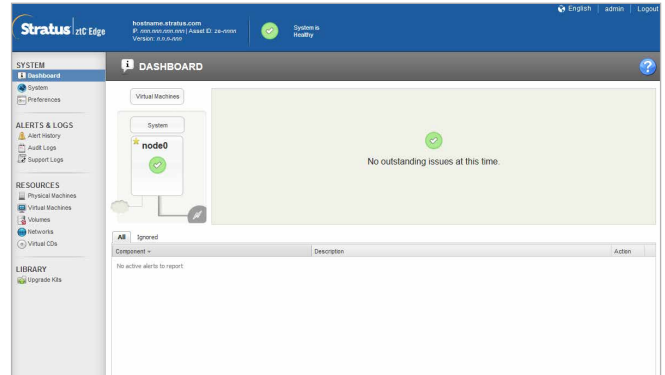 English | admin | Logout
Stratus ztC Edge
hostname.stratus.com
IP: nnn.nnn.nnn.nnn | Asset ID: ze-nnnn
Version: n.n.n-nnn
System is
Healthy
SYSTEM
Dashboard
System
Preferences
ALERTS & LOGS
Alert History
Audit Logs
Support Logs
RESOURCES
Physical Machines
Virtual Machines
Volumes
Networks
Virtual CDs
LIBRARY
Upgrade Kits
DASHBOARD
?
Virtual Machines
System
node0
No outstanding issues at this time.
All Ignored
Component Description Action
No active alerts to report